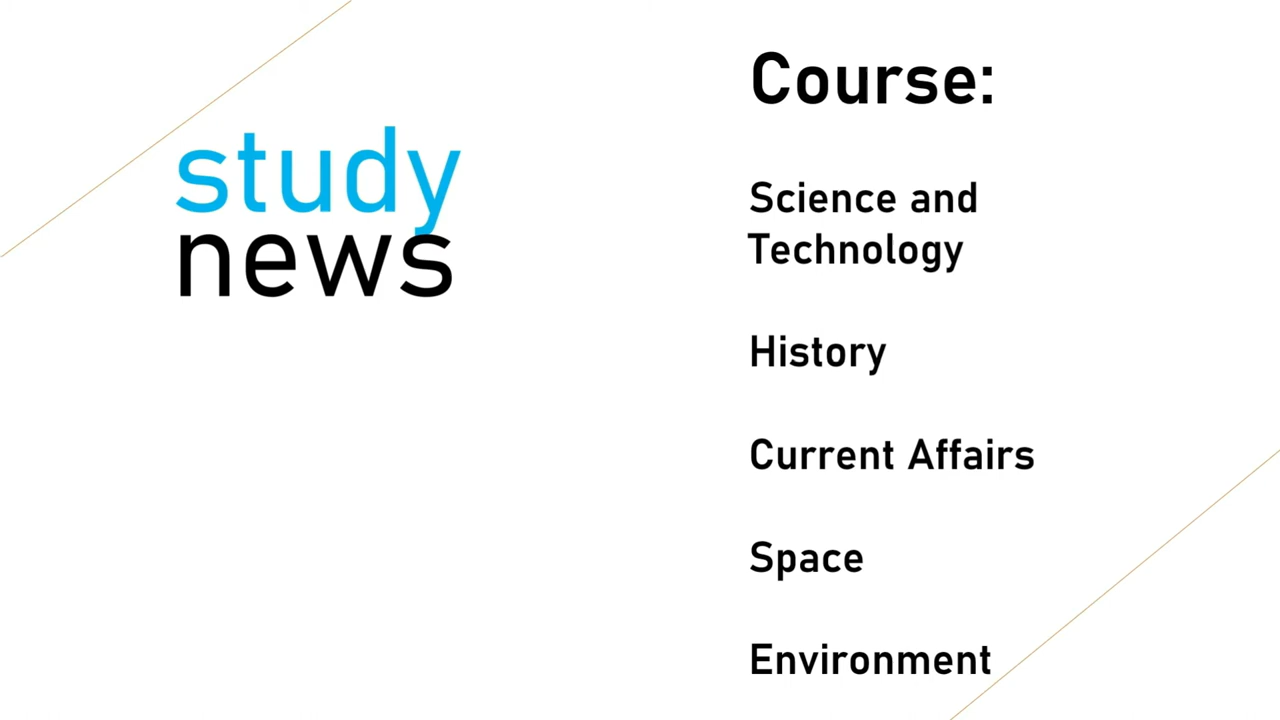 study
news
Course:
Science and
Technology
History
Current Affairs
Space
Environment